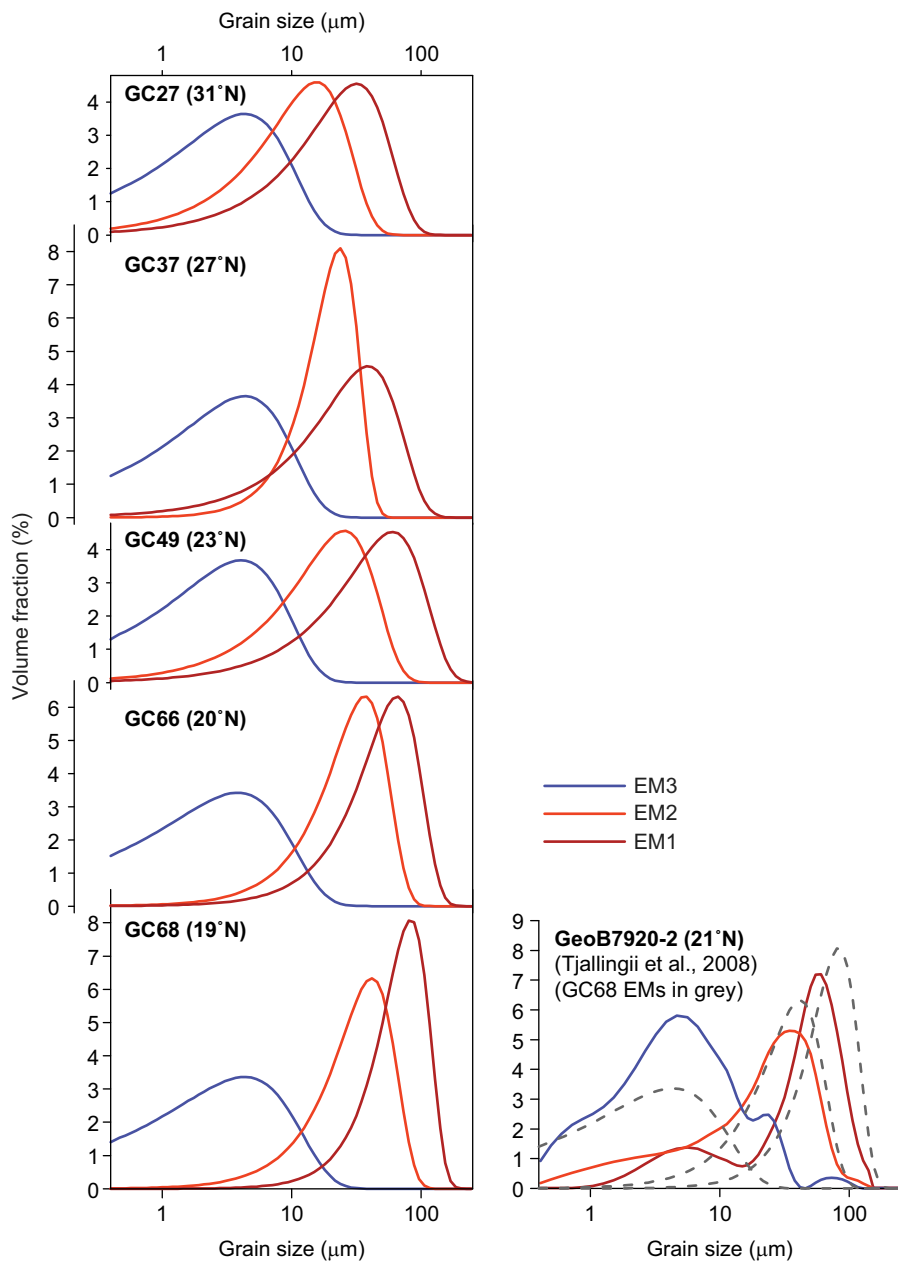 Grain size (μm)
1 10 100
GC27 (31˚N)
4
3
2
1
0
GC37 (27˚N)
8
7
6
5
4
3
2
1
0
Volume fraction (%)
GC49 (23˚N)
4
3
2
1
0
GC66 (20˚N)
6
5
4
3
2
1
0
EM3
EM2
EM1
GC68 (19˚N)
8
7
6
5
4
3
2
1
0
1 10 100
Grain size (μm)
GeoB7920-2 (21˚N)
(Tjallingii et al., 2008)
(GC68 EMs in grey)
9
8
7
6
5
4
3
2
1
0
1 10 100
Grain size (μm)